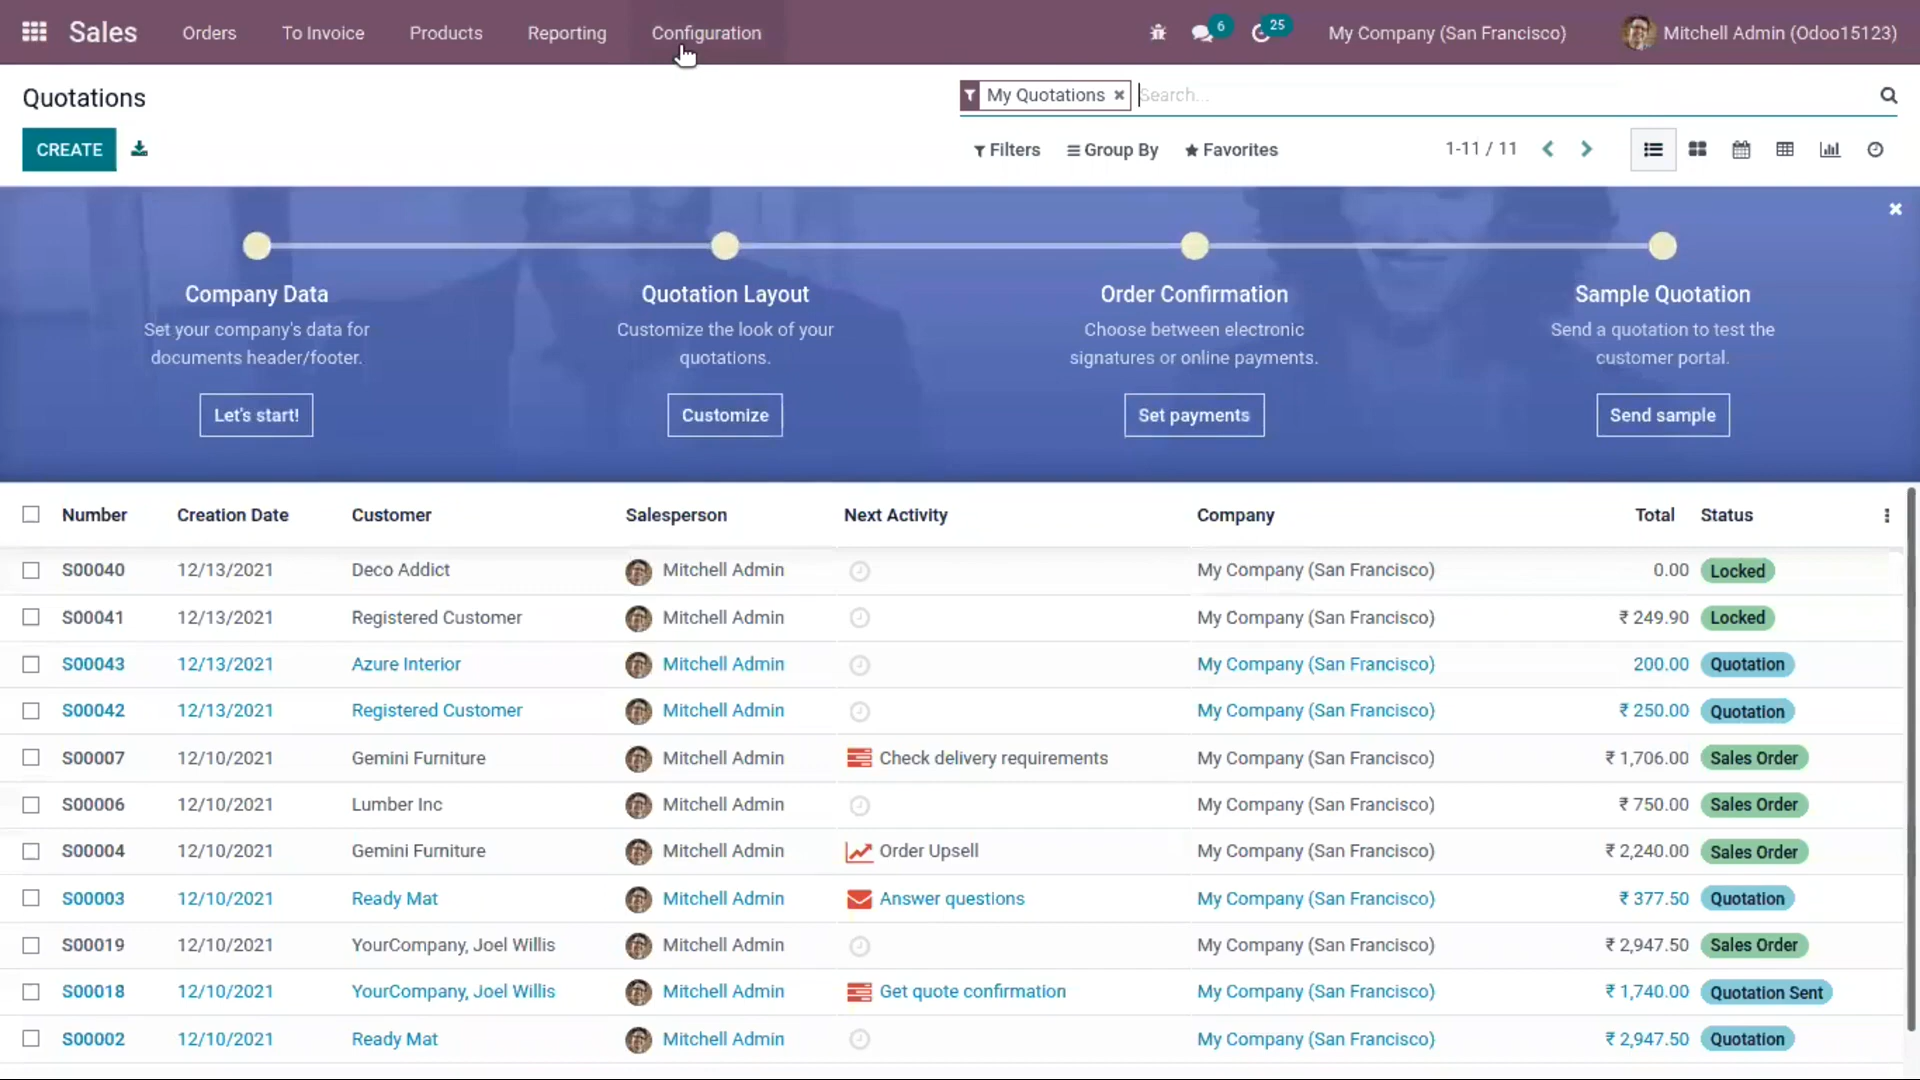 Sales Orders To Invoice Products Reporting Configuration 6 25 My Company (San Francisco) Mitchell Admin (Odoo15123)
Quotations
My Quotations × Search...
CREATE
Filters Group By Favorites 1-11 / 11
Company Data
Set your company's data for
documents header/footer.
Let's start!
Quotation Layout
Customize the look of your
quotations.
Customize
Order Confirmation
Choose between electronic
signatures or online payments.
Set payments
Sample Quotation
Send a quotation to test the
customer portal.
Send sample
Number Creation Date Customer Salesperson Next Activity Company Total Status
S00040 12/13/2021 Deco Addict Mitchell Admin My Company (San Francisco) 0.00 Locked
S00041 12/13/2021 Registered Customer Mitchell Admin My Company (San Francisco) ₹ 249.90 Locked
S00043 12/13/2021 Azure Interior Mitchell Admin My Company (San Francisco) 200.00 Quotation
S00042 12/13/2021 Registered Customer Mitchell Admin My Company (San Francisco) ₹ 250.00 Quotation
S00007 12/10/2021 Gemini Furniture Mitchell Admin Check delivery requirements My Company (San Francisco) ₹ 1,706.00 Sales Order
S00006 12/10/2021 Lumber Inc Mitchell Admin My Company (San Francisco) ₹ 750.00 Sales Order
S00004 12/10/2021 Gemini Furniture Mitchell Admin Order Upsell My Company (San Francisco) ₹ 2,240.00 Sales Order
S00003 12/10/2021 Ready Mat Mitchell Admin Answer questions My Company (San Francisco) ₹ 377.50 Quotation
S00019 12/10/2021 YourCompany, Joel Willis Mitchell Admin My Company (San Francisco) ₹ 2,947.50 Sales Order
S00018 12/10/2021 YourCompany, Joel Willis Mitchell Admin Get quote confirmation My Company (San Francisco) ₹ 1,740.00 Quotation Sent
S00002 12/10/2021 Ready Mat Mitchell Admin My Company (San Francisco) ₹ 2,947.50 Quotation